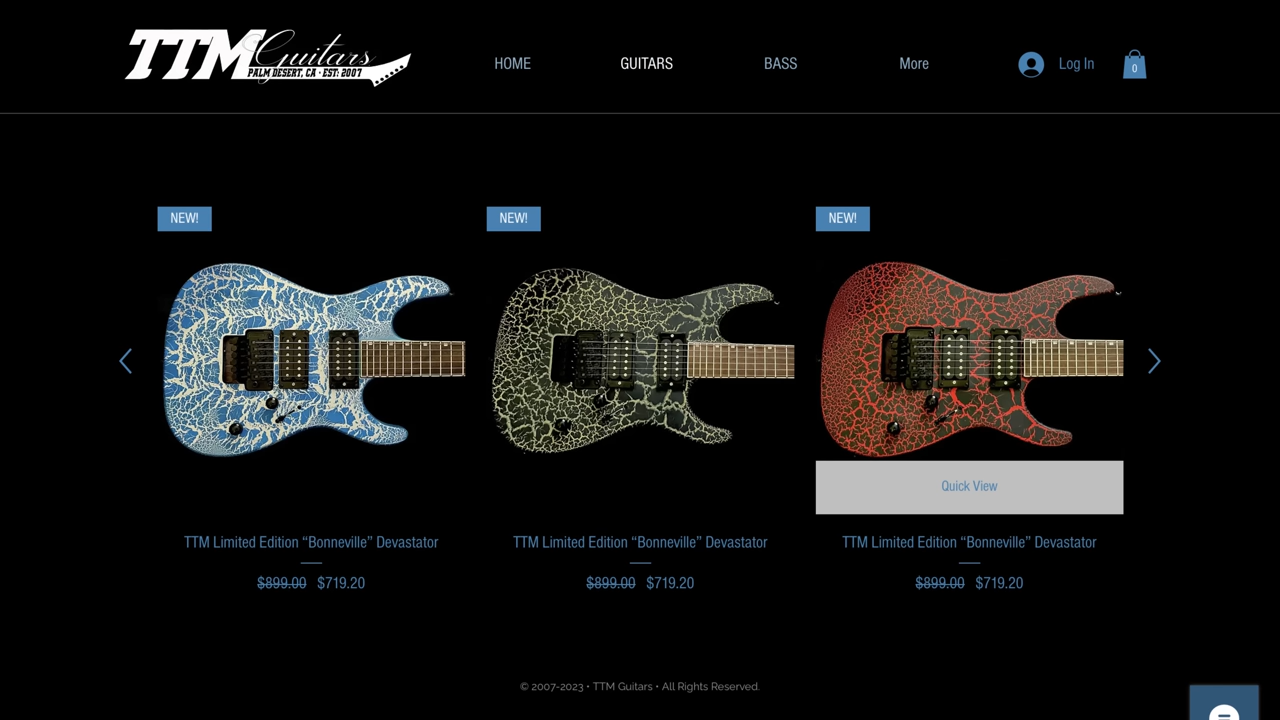 TTM Guitars
PALM DESERT, CA · EST: 2007
HOME
GUITARS
BASS
More
Log In
0
NEW!
NEW!
NEW!
Quick View
TTM Limited Edition “Bonneville” Devastator
$899.00 $719.20
TTM Limited Edition “Bonneville” Devastator
$899.00 $719.20
TTM Limited Edition “Bonneville” Devastator
$899.00 $719.20
© 2007-2023 • TTM Guitars • All Rights Reserved.